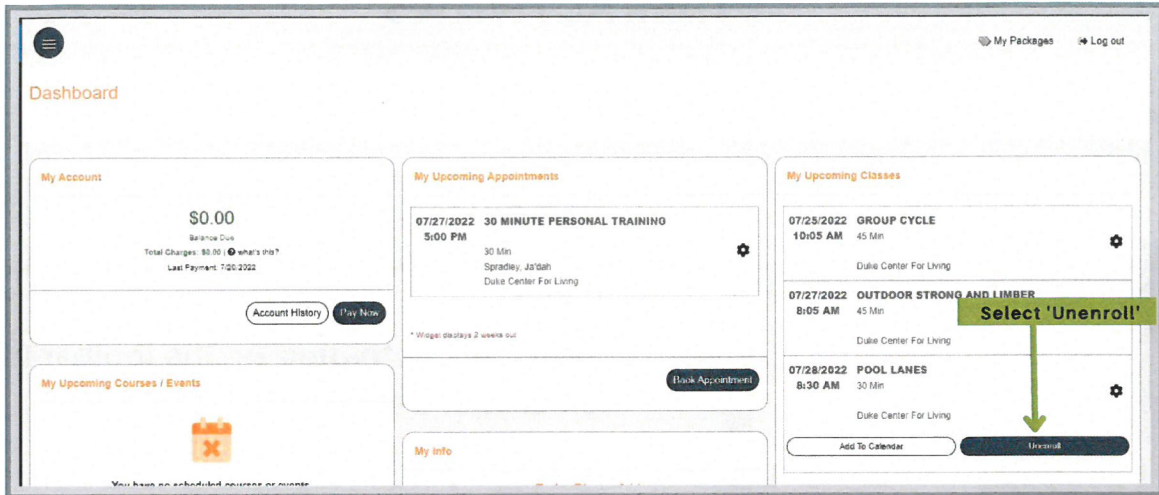 My Packages
Log out
Dashboard
My Account
$0.00
Balance Due
Total Charges: $0.00 | what's this?
Last Payment: 7/20/2022
Account History
Pay Now
My Upcoming Courses / Events
You have no scheduled courses or events
My Upcoming Appointments
07/27/2022 30 MINUTE PERSONAL TRAINING
5:00 PM
30 Min
Spradley, Ja'dah
Duke Center For Living
* Widget displays 2 weeks out
Book Appointment
My Info
My Upcoming Classes
07/25/2022 GROUP CYCLE
10:05 AM 45 Min
Duke Center For Living
07/27/2022 OUTDOOR STRONG AND LIMBER
8:05 AM 45 Min
Select 'Unenroll'
Duke Center For Living
07/28/2022 POOL LANES
8:30 AM 30 Min
Duke Center For Living
Add To Calendar
Unenroll